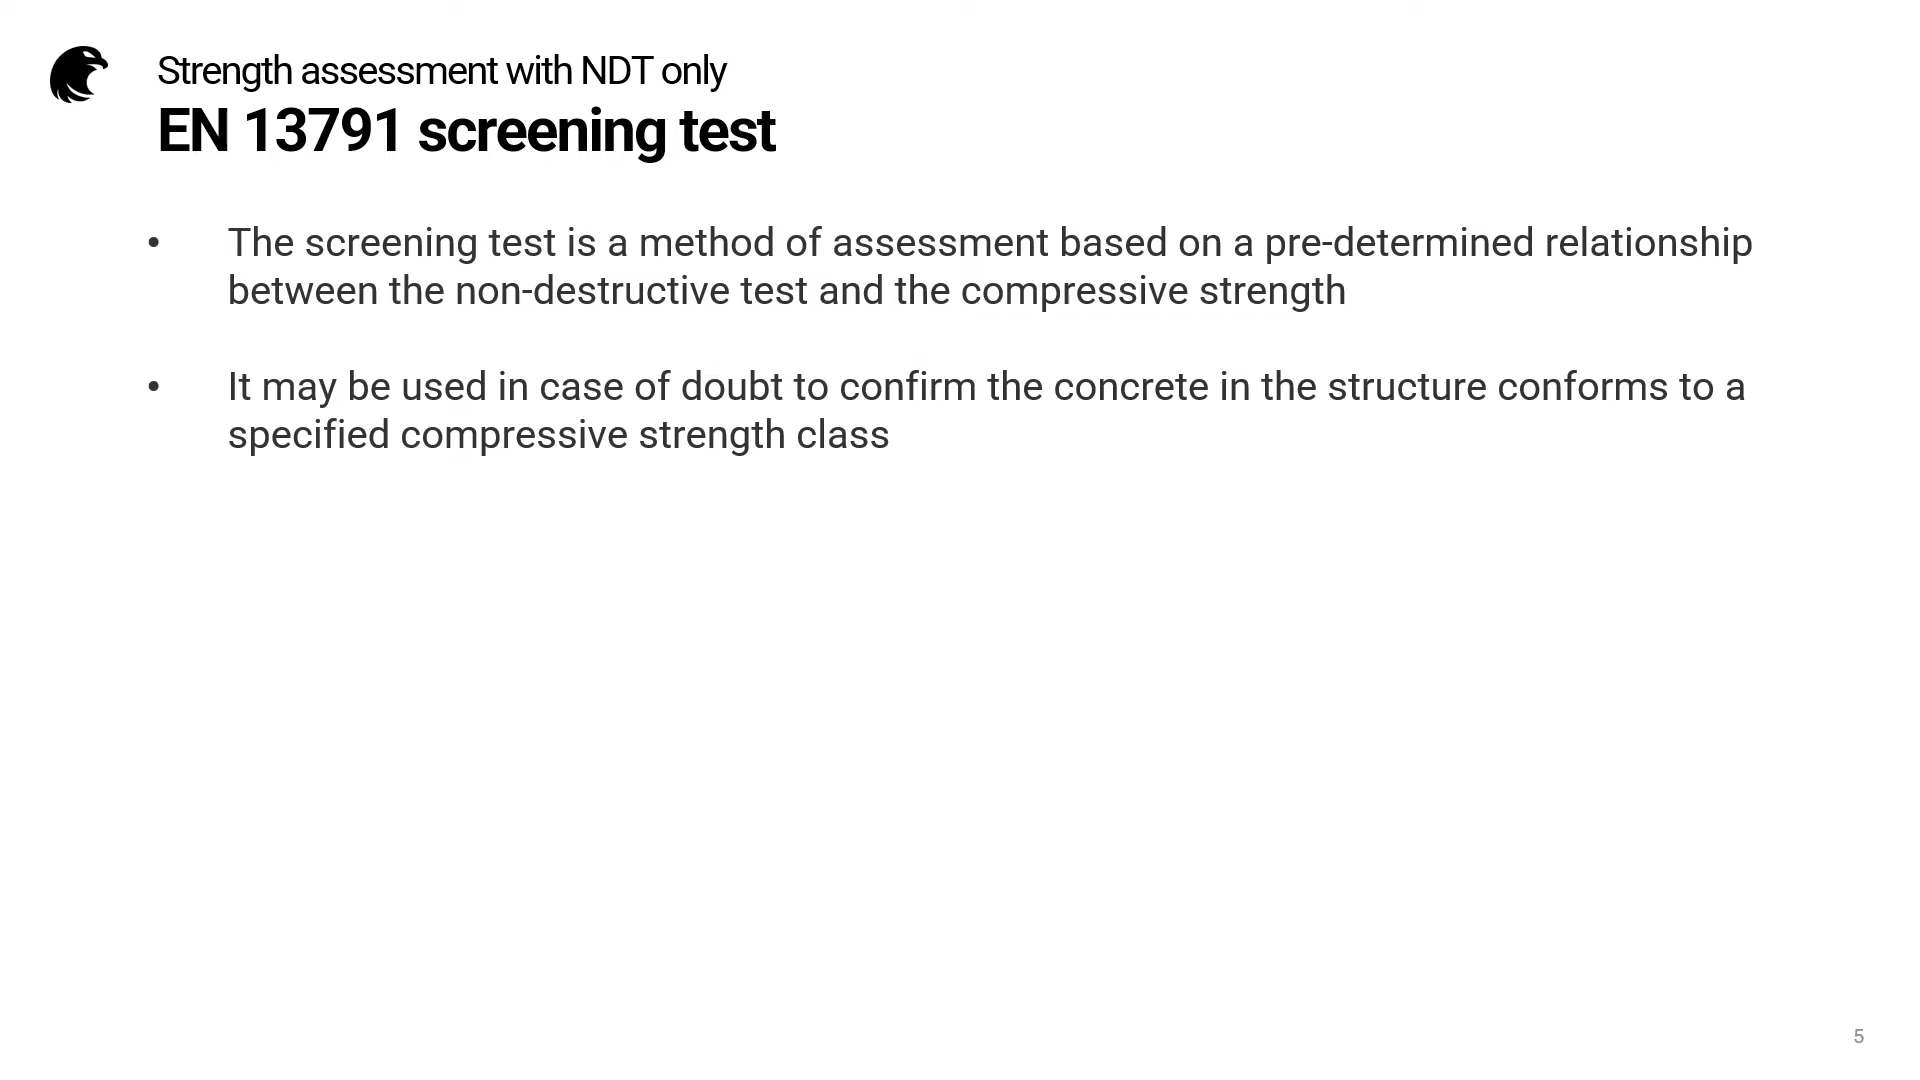 Strength assessment with NDT only
EN 13791 screening test
• The screening test is a method of assessment based on a pre-determined relationship
between the non-destructive test and the compressive strength
• It may be used in case of doubt to confirm the concrete in the structure conforms to a
specified compressive strength class
5